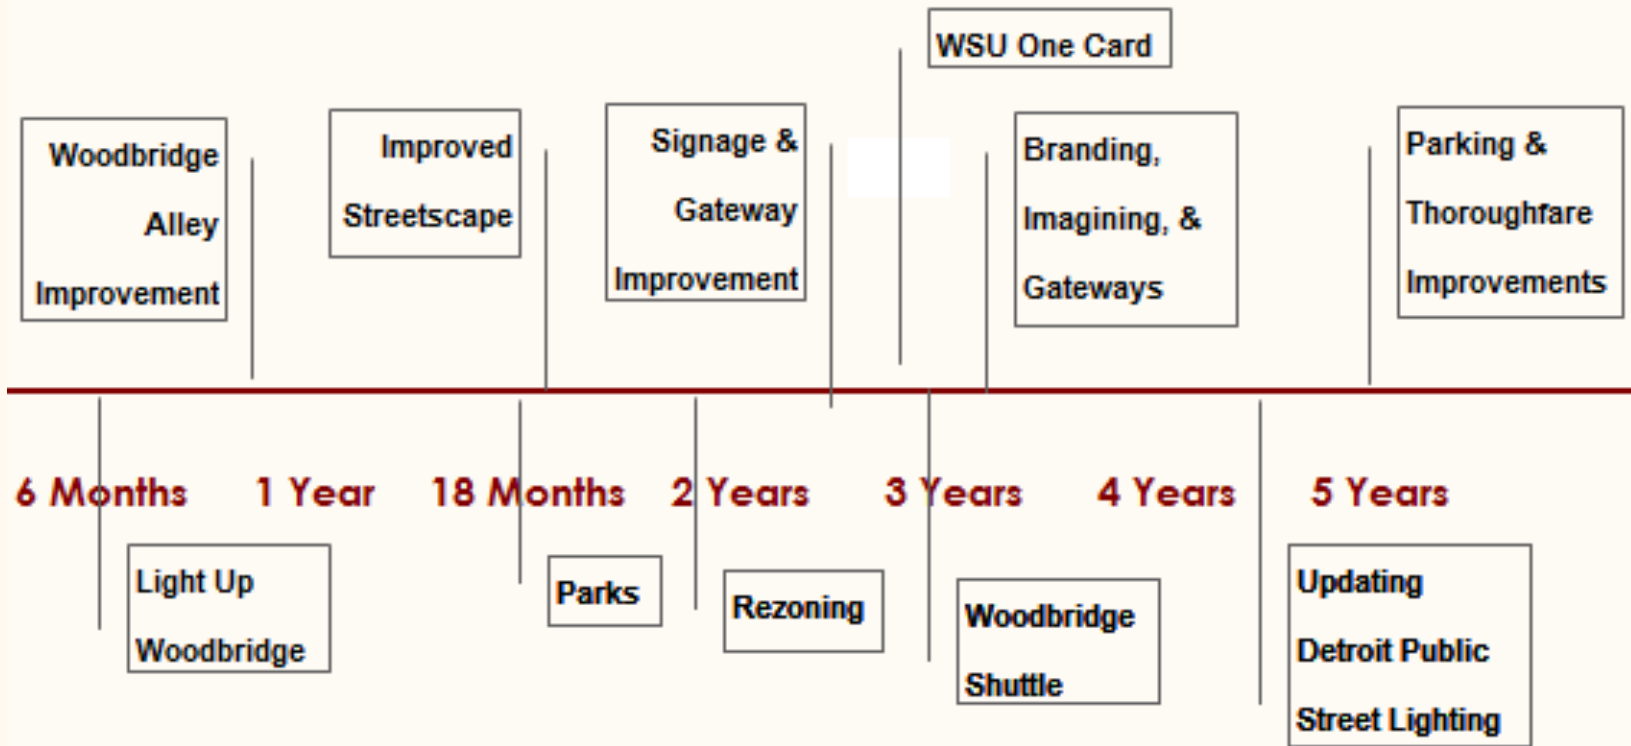 WSU One Card
Woodbridge
Alley
Improvement
Improved
Streetscape
Signage &
Gateway
Improvement
Branding,
Imagining, &
Gateways
Parking &
Thoroughfare
Improvements
6 Months
1 Year
18 Months
2 Years
3 Years
4 Years
5 Years
Light Up
Woodbridge
Parks
Rezoning
Woodbridge
Shuttle
Updating
Detroit Public
Street Lighting